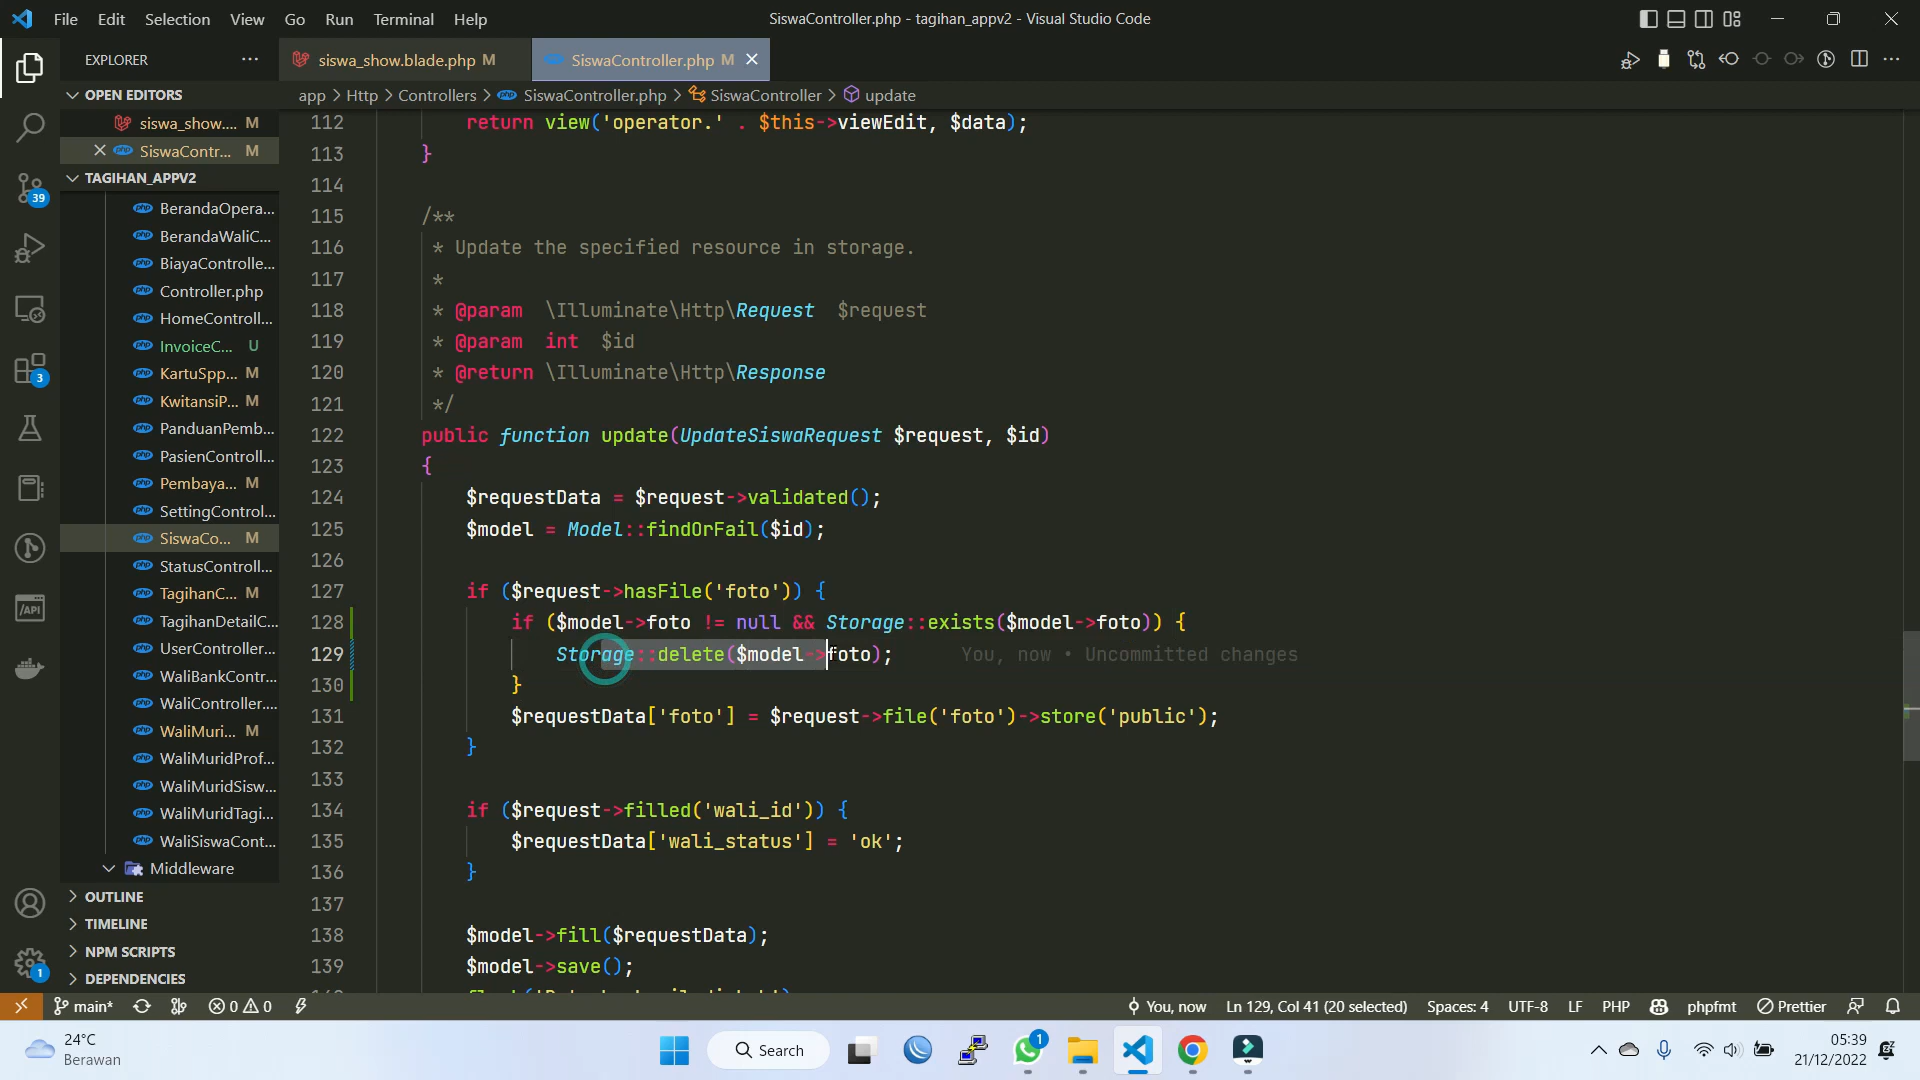 File Edit Selection View Go Run Terminal Help
SiswaController.php - tagihan_appv2 - Visual Studio Code
EXPLORER
siswa_show.blade.php M
SiswaController.php M
OPEN EDITORS
app > Http > Controllers > SiswaController.php > SiswaController > update
siswa_show.... M
SiswaContr... M
TAGIHAN_APPV2
BerandaOpera...
BerandaWaliC...
BiayaControlle...
Controller.php
HomeControll...
InvoiceC... U
KartuSpp... M
KwitansiP... M
PanduanPemb...
PasienControll...
Pembaya... M
SettingControl...
SiswaCo... M
StatusControll...
TagihanC... M
TagihanDetailC...
UserController...
WaliBankContr...
WaliController....
WaliMuri... M
WaliMuridProf...
WaliMuridSisw...
WaliMuridTagi...
WaliSiswaCont...
Middleware
OUTLINE
TIMELINE
NPM SCRIPTS
DEPENDENCIES
39
3
/API
1
112 return view('operator.' . $this->viewEdit, $data);
113 }
114
115 /**
116 * Update the specified resource in storage.
117 *
118 * @param \Illuminate\Http\Request $request
119 * @param int $id
120 * @return \Illuminate\Http\Response
121 */
122 public function update(UpdateSiswaRequest $request, $id)
123 {
124 $requestData = $request->validated();
125 $model = Model::findOrFail($id);
126
127 if ($request->hasFile('foto')) {
128 if ($model->foto != null && Storage::exists($model->foto)) {
129 Storage::delete($model->foto); You, now • Uncommitted changes
130 }
131 $requestData['foto'] = $request->file('foto')->store('public');
132 }
133
134 if ($request->filled('wali_id')) {
135 $requestData['wali_status'] = 'ok';
136 }
137
138 $model->fill($requestData);
139 $model->save();
main* 0 0 You, now Ln 129, Col 41 (20 selected) Spaces: 4 UTF-8 LF PHP phpfmt Prettier
24°C
Berawan
Search
1
05:39
21/12/2022